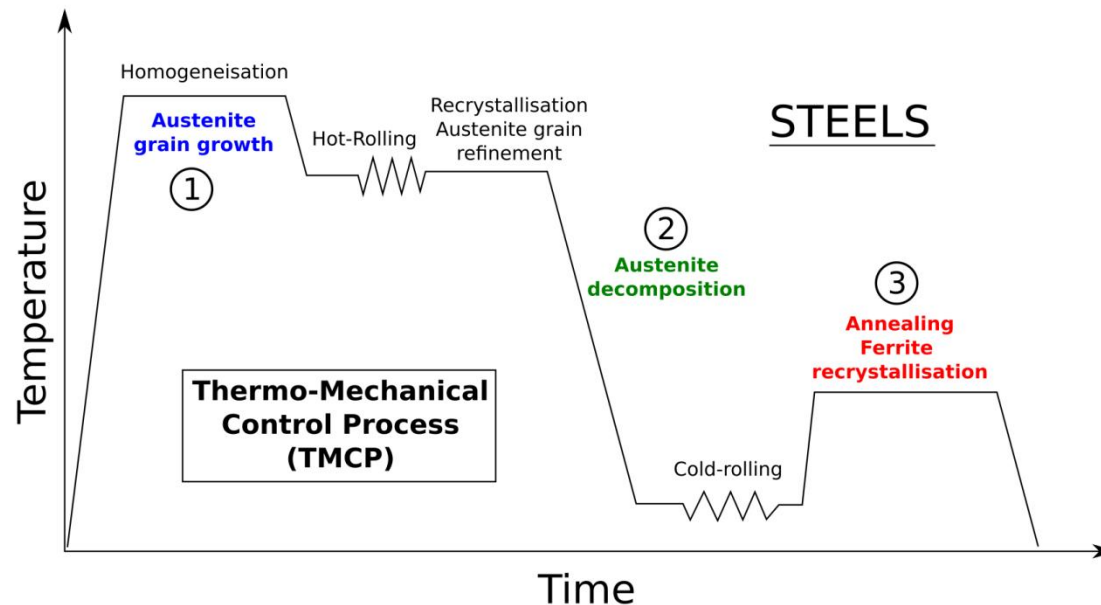 Homogeneisation
Austenite
grain growth
1
Hot-Rolling
Recrystallisation
Austenite grain
refinement
STEELS
2
Austenite
decomposition
3
Annealing
Ferrite
recrystallisation
Thermo-Mechanical
Control Process
(TMCP)
Cold-rolling
Temperature
Time